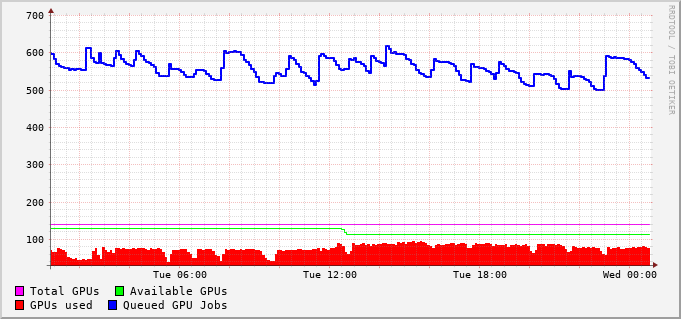 700
600
500
400
300
200
100
Tue 06:00 Tue 12:00 Tue 18:00 Wed 00:00
Total GPUs Available GPUs
GPUs used Queued GPU Jobs
RRDTOOL / TOBI OETIKER